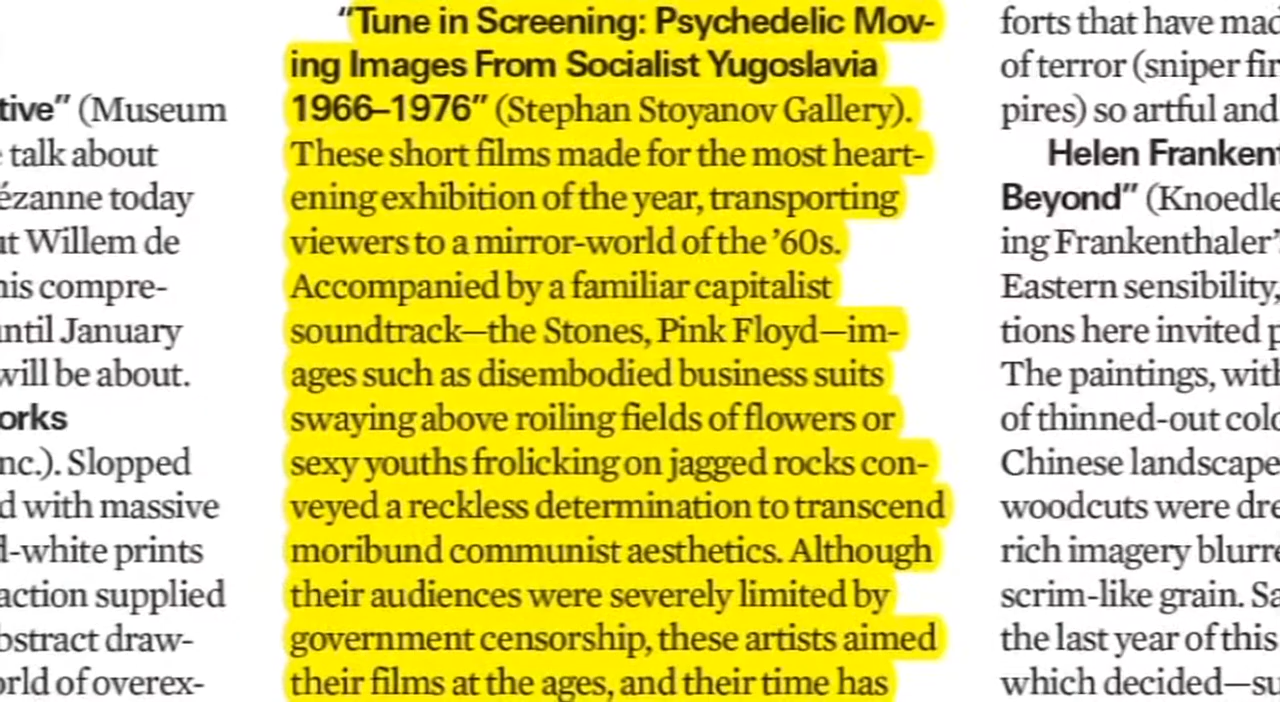 tive” (Museum
talk about
ézanne today
ut Willem de
his compre-
until January
will be about.
orks
nc.). Slopped
d with massive
d-white prints
action supplied
bstract draw-
orld of overex-
“Tune in Screening: Psychedelic Mov-
ing Images From Socialist Yugoslavia
1966–1976” (Stephan Stoyanov Gallery).
These short films made for the most heart-
ening exhibition of the year, transporting
viewers to a mirror-world of the ’60s.
Accompanied by a familiar capitalist
soundtrack—the Stones, Pink Floyd—im-
ages such as disembodied business suits
swaying above roiling fields of flowers or
sexy youths frolicking on jagged rocks con-
veyed a reckless determination to transcend
moribund communist aesthetics. Although
their audiences were severely limited by
government censorship, these artists aimed
their films at the ages, and their time has
forts that have mad
of terror (sniper fir
pires) so artful and
Helen Frankent
Beyond” (Knoedle
ing Frankenthaler’
Eastern sensibility,
tions here invited p
The paintings, with
of thinned-out colo
Chinese landscape
woodcuts were dre
rich imagery blurre
scrim-like grain. Sa
the last year of this
which decided—su